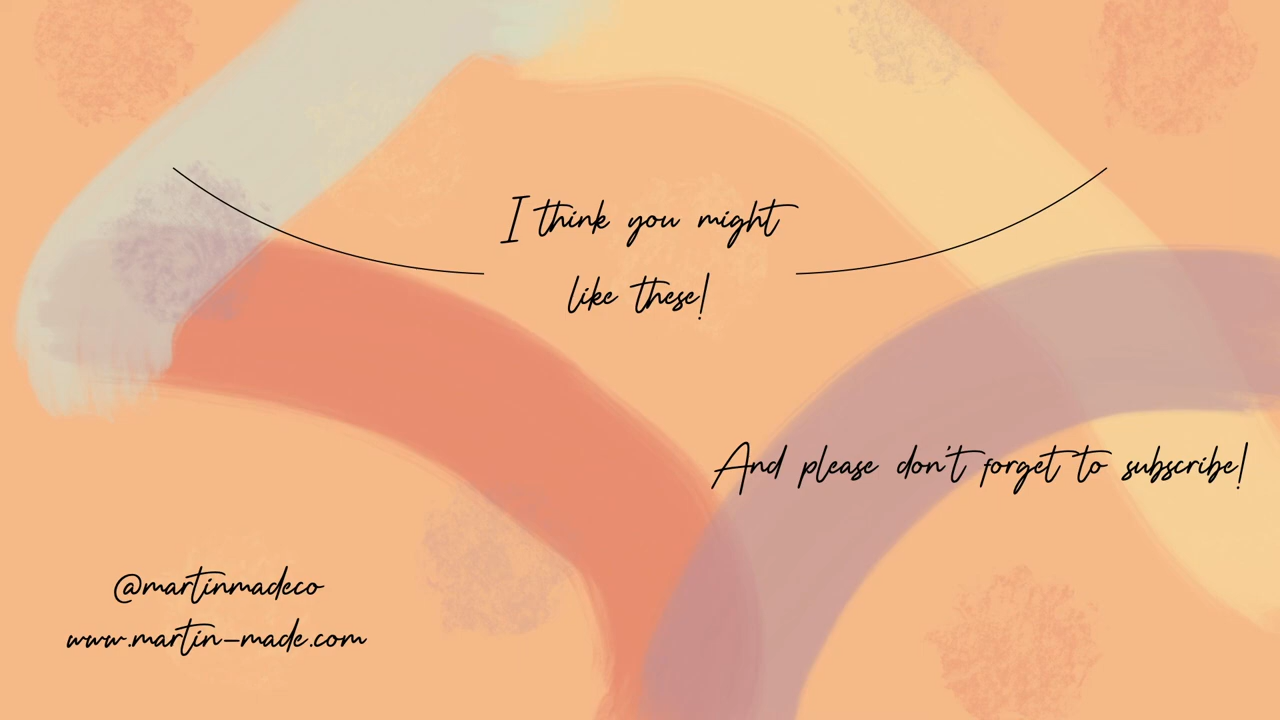 I think you might
like these!
And please don't forget to subscribe!
@martinmadeco
www.martin-made.com